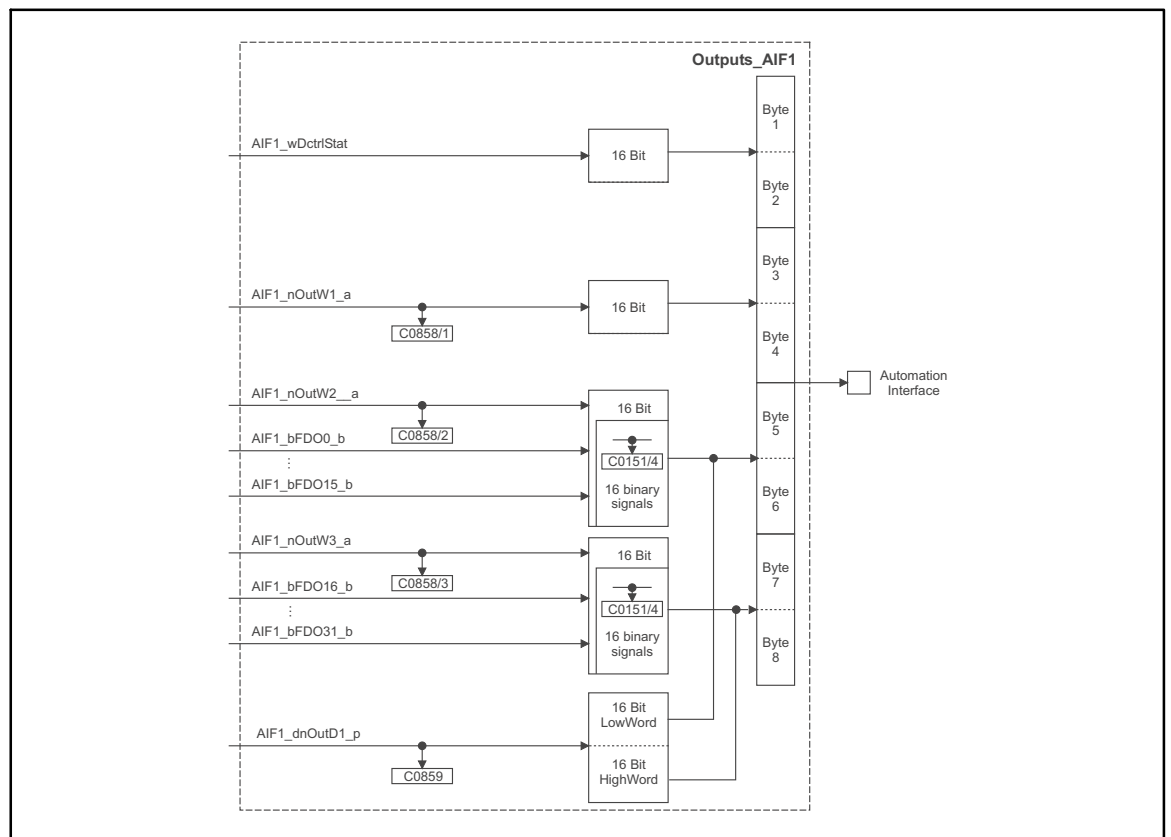 Outputs_AIF1
Byte
1
AIF1_wDctrlStat
16 Bit
Byte
2
Byte
3
AIF1_nOutW1_a
16 Bit
C0858/1
Byte
4
Automation
Interface
AIF1_nOutW2__a
16 Bit
C0858/2
Byte
5
AIF1_bFDO0_b
C0151/4
AIF1_bFDO15_b
16 binary
signals
Byte
6
AIF1_nOutW3_a
16 Bit
C0858/3
Byte
7
AIF1_bFDO16_b
C0151/4
AIF1_bFDO31_b
16 binary
signals
Byte
8
16 Bit
LowWord
AIF1_dnOutD1_p
C0859
16 Bit
HighWord